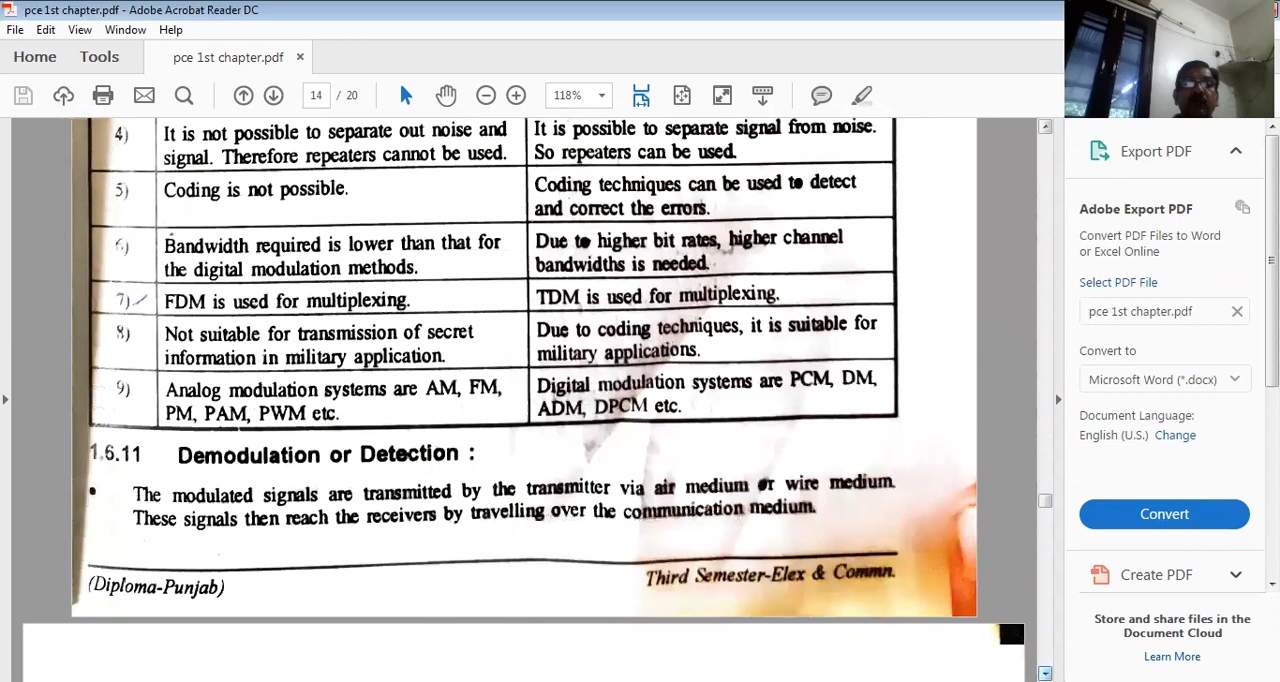 pce 1st chapter.pdf - Adobe Acrobat Reader DC
File Edit View Window Help
Home Tools pce 1st chapter.pdf ×
14 / 20 118%
4) It is not possible to separate out noise and It is possible to separate signal from noise.
signal. Therefore repeaters cannot be used. So repeaters can be used.
5) Coding is not possible. Coding techniques can be used to detect
and correct the errors.
6) Bandwidth required is lower than that for Due to higher bit rates, higher channel
the digital modulation methods. bandwidths is needed.
7) FDM is used for multiplexing. TDM is used for multiplexing.
8) Not suitable for transmission of secret Due to coding techniques, it is suitable for
information in military application. military applications.
9) Analog modulation systems are AM, FM, Digital modulation systems are PCM, DM,
PM, PAM, PWM etc. ADM, DPCM etc.
1.6.11 Demodulation or Detection :
• The modulated signals are transmitted by the transmitter via air medium or wire medium.
These signals then reach the receivers by travelling over the communication medium.
(Diploma-Punjab) Third Semester-Elex & Commn.
Export PDF
Adobe Export PDF
Convert PDF Files to Word
or Excel Online
Select PDF File
pce 1st chapter.pdf ×
Convert to
Microsoft Word (*.docx)
Document Language:
English (U.S.) Change
Convert
Create PDF
Store and share files in the
Document Cloud
Learn More